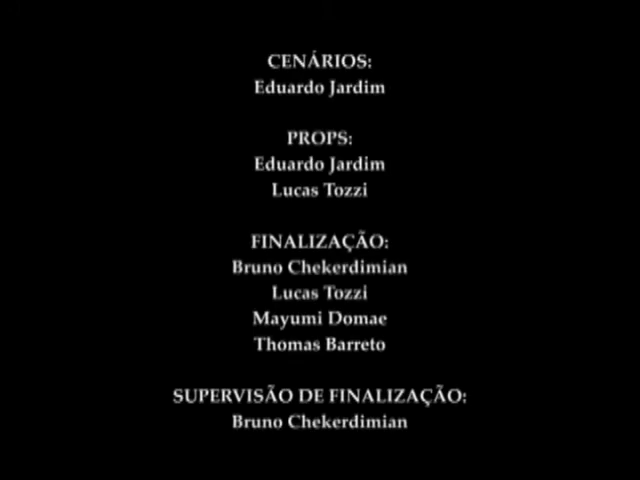 CENÁRIOS:
Eduardo Jardim
PROPS:
Eduardo Jardim
Lucas Tozzi
FINALIZAÇÃO:
Bruno Chekerdimian
Lucas Tozzi
Mayumi Domae
Thomas Barreto
SUPERVISÃO DE FINALIZAÇÃO:
Bruno Chekerdimian